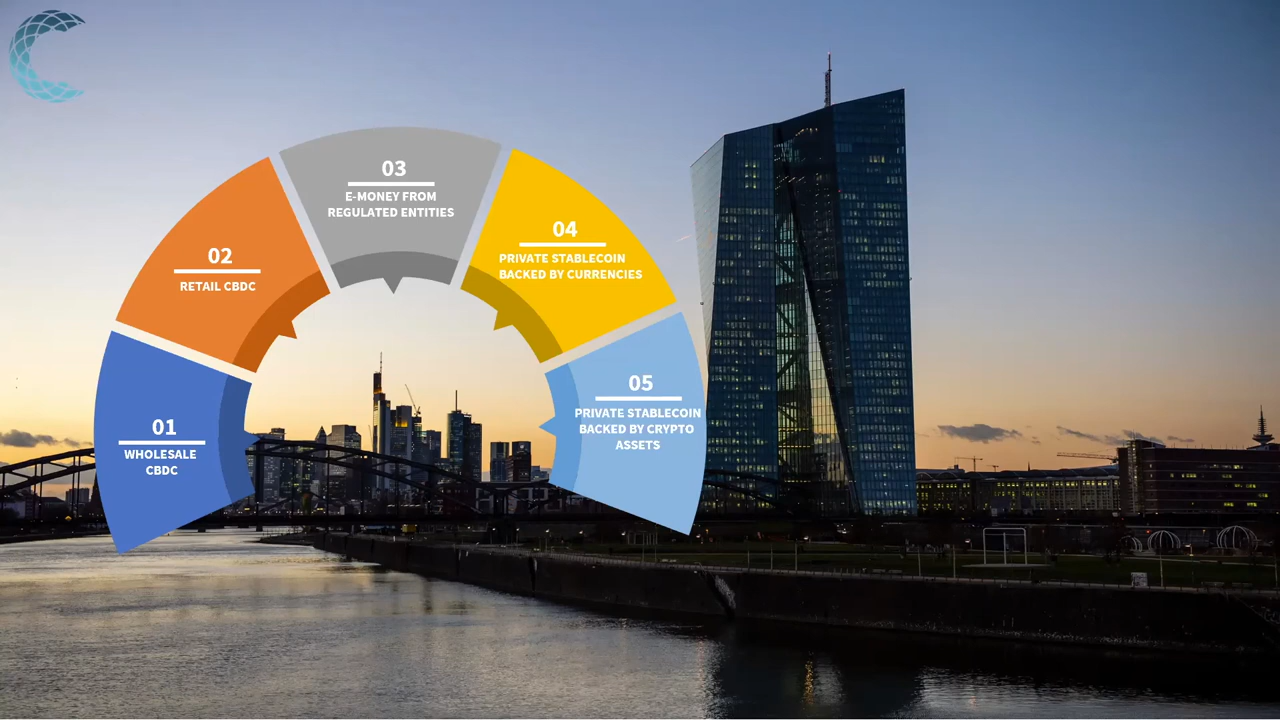 01
WHOLESALE
CBDC
02
RETAIL CBDC
03
E-MONEY FROM
REGULATED ENTITIES
04
PRIVATE STABLECOIN
BACKED BY CURRENCIES
05
PRIVATE STABLECOIN
BACKED BY CRYPTO
ASSETS